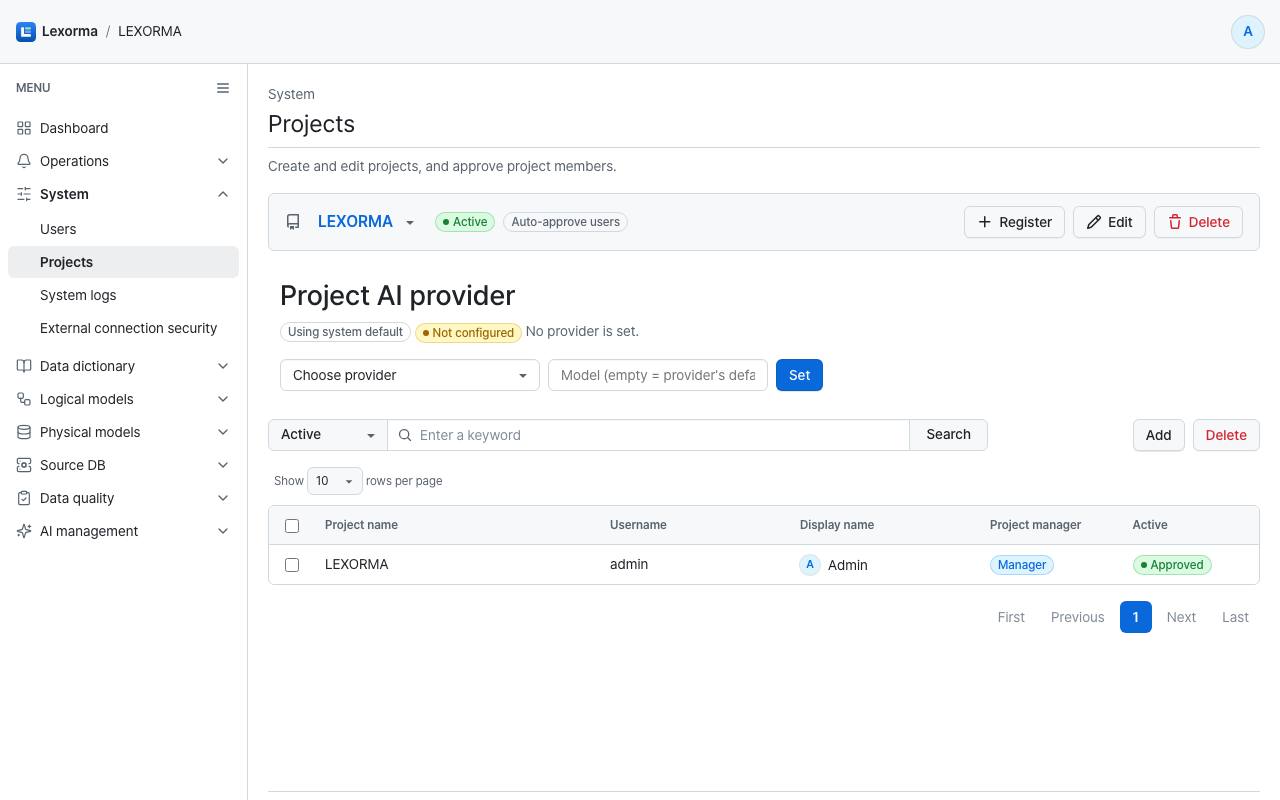 Lexorma / LEXORMA
A
MENU
Dashboard
Operations
System
Users
Projects
System logs
External connection security
Data dictionary
Logical models
Physical models
Source DB
Data quality
AI management
System
Projects
Create and edit projects, and approve project members.
LEXORMA Active Auto-approve users Register Edit Delete
Project AI provider
Using system default Not configured No provider is set.
Choose provider Model (empty = provider's defa Set
Active Enter a keyword Search Add Delete
Show 10 rows per page
Project name Username Display name Project manager Active
LEXORMA admin A Admin Manager Approved
First Previous 1 Next Last